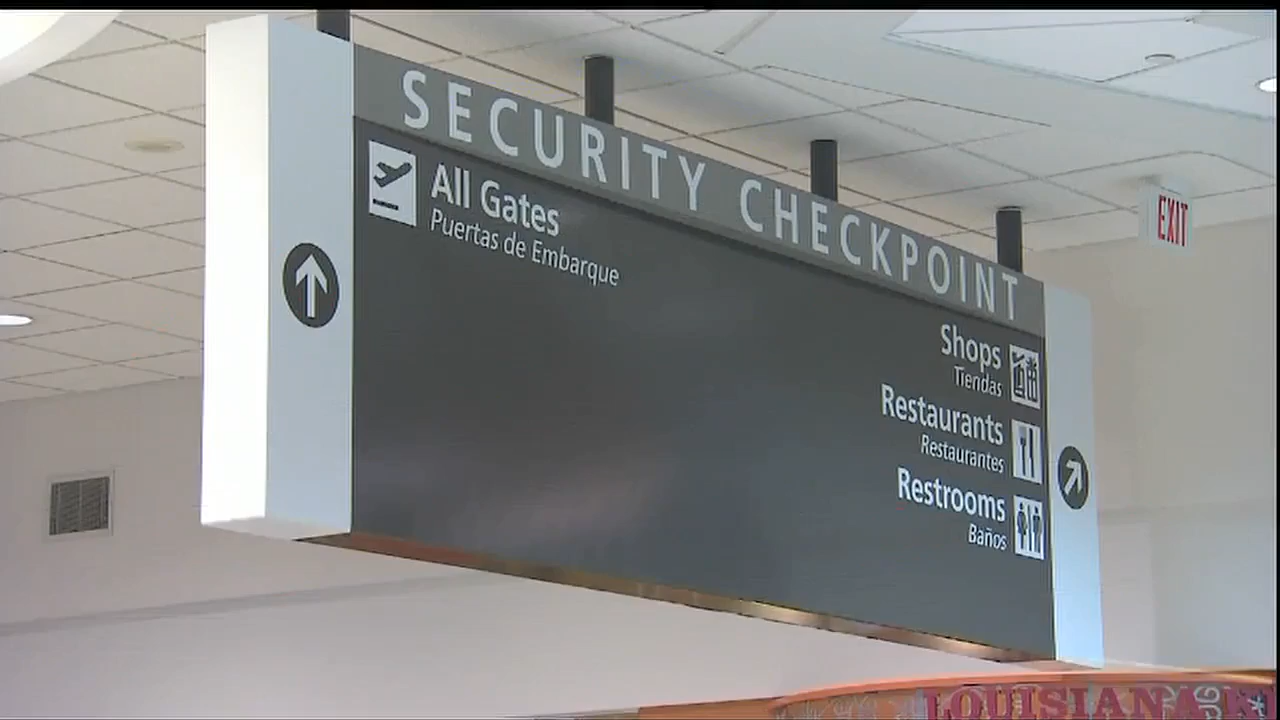 SECURITY CHECKPOINT
All Gates
Puertas de Embarque
Shops
Tiendas
Restaurants
Restaurantes
Restrooms
Baños
EXIT
LOUISIANA